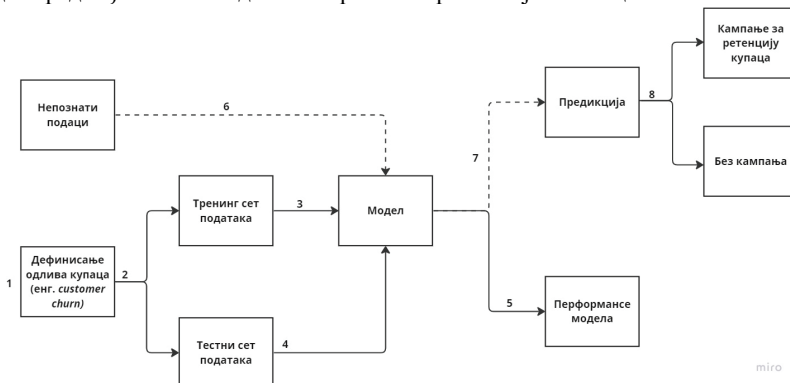 Кампање за
ретенцију
купаца
Непознати
подаци
6
Предикција
8
7
Без кампања
Тренинг сет
података
3
Модел
1
Дефинисање
одлива купаца
(енг. customer
churn)
2
5
Перформансе
модела
Тестни сет
података
4
miro